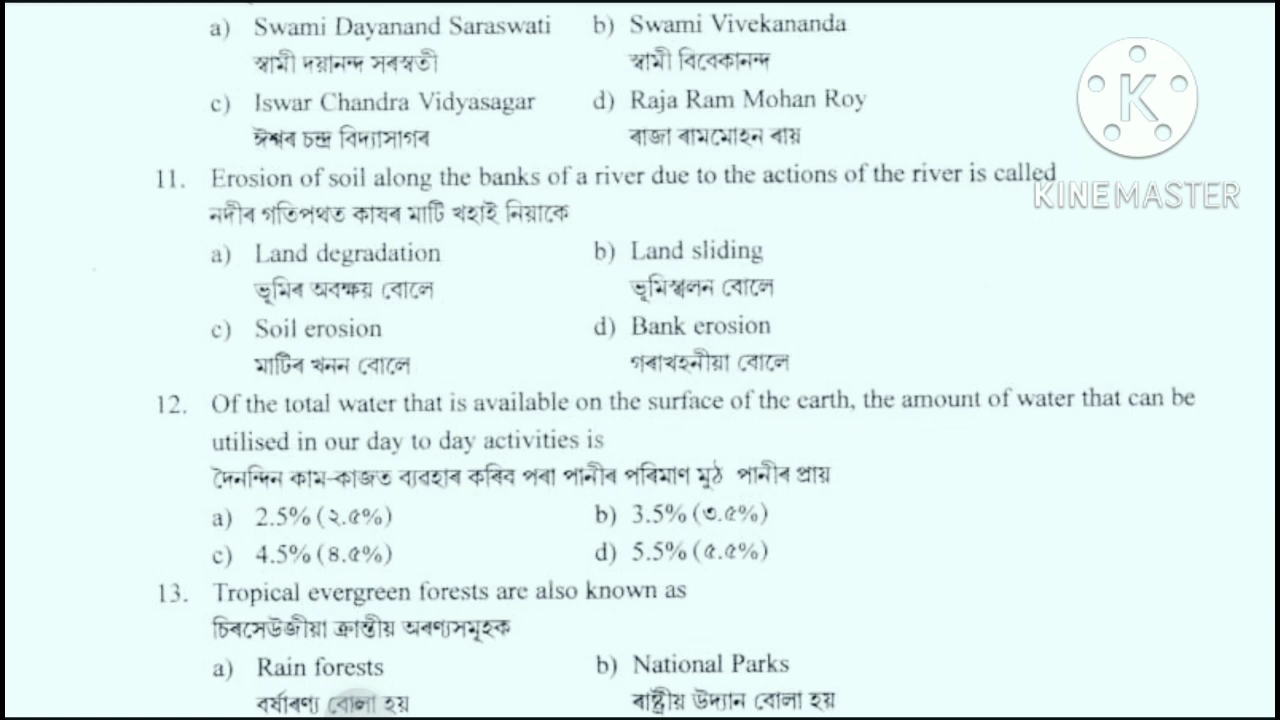 a) Swami Dayanand Saraswati b) Swami Vivekananda
স্বামী দয়ানন্দ সৰস্বতী স্বামী বিবেকানন্দ
c) Iswar Chandra Vidyasagar d) Raja Ram Mohan Roy
ঈশ্বৰ চন্দ্ৰ বিদ্যাসাগৰ ৰাজা ৰামমোহন ৰায়
11. Erosion of soil along the banks of a river due to the actions of the river is called
নদীৰ গতিপথত কাষৰ মাটি খহাই নিয়াকে
a) Land degradation b) Land sliding
ভূমিৰ অবক্ষয় বোলে ভূমিস্খলন বোলে
c) Soil erosion d) Bank erosion
মাটিৰ খনন বোলে গৰাখহনীয়া বোলে
12. Of the total water that is available on the surface of the earth, the amount of water that can be
utilised in our day to day activities is
দৈনন্দিন কাম-কাজত ব্যৱহাৰ কৰিব পৰা পানীৰ পৰিমাণ মুঠ পানীৰ প্ৰায়
a) 2.5% (২.৫%) b) 3.5% (৩.৫%)
c) 4.5% (৪.৫%) d) 5.5% (৫.৫%)
13. Tropical evergreen forests are also known as
চিৰসেউজীয়া ক্ৰান্তীয় অৰণ্যসমূহক
a) Rain forests b) National Parks
বৰ্ষাৰণ্য বোলা হয় ৰাষ্ট্ৰীয় উদ্যান বোলা হয়
K
KINEMASTER